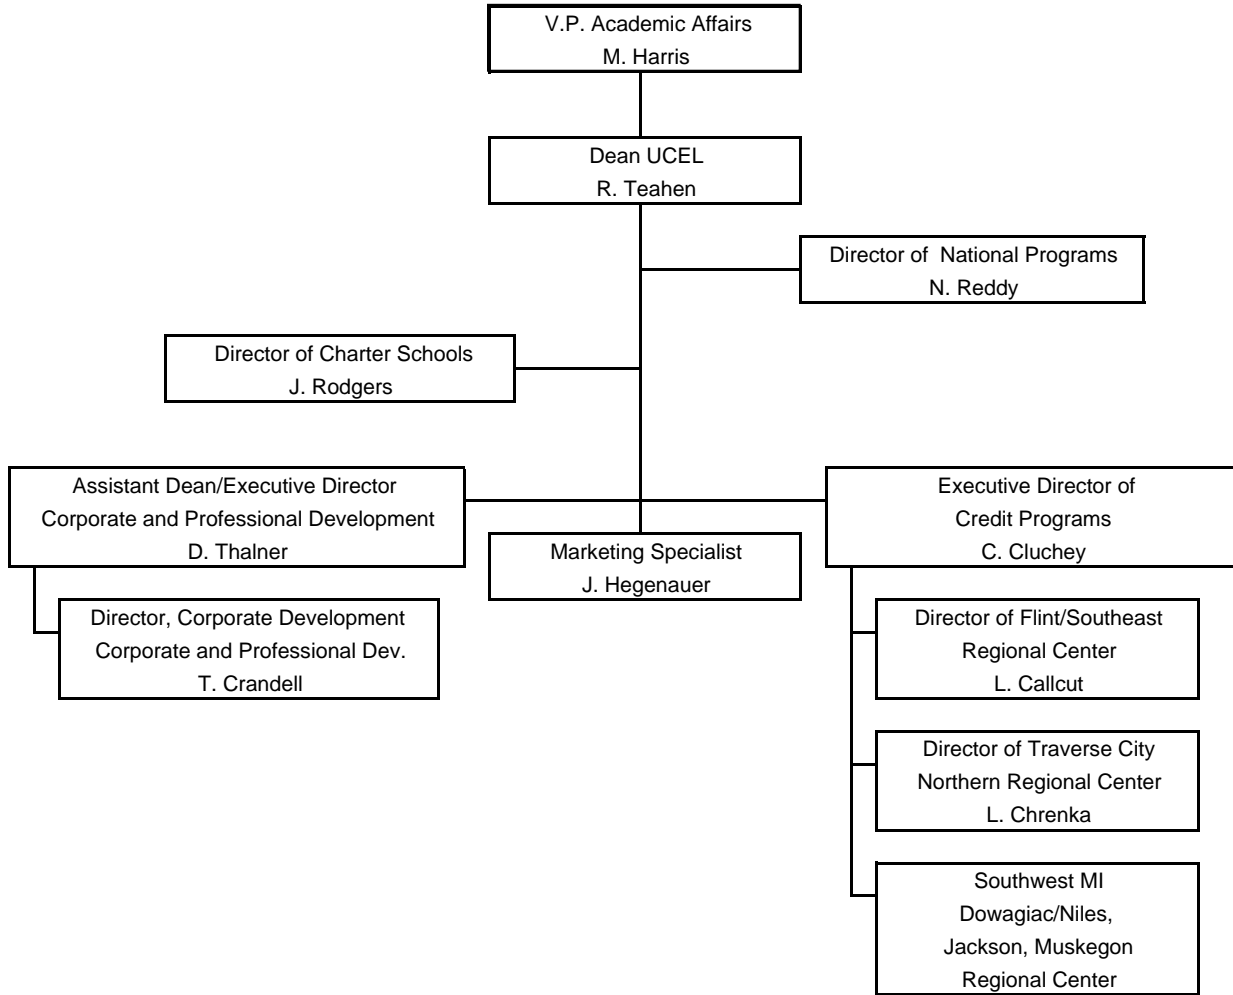 V.P. Academic Affairs
M. Harris
Dean UCEL
R. Teahen
Director of  National Programs
N. Reddy
Director of Charter Schools
J. Rodgers
Assistant Dean/Executive Director
Corporate and Professional Development
D. Thalner
Marketing Specialist
J. Hegenauer
Executive Director of
Credit Programs
C. Cluchey
Director, Corporate Development
Corporate and Professional Dev.
T. Crandell
Director of Flint/Southeast
Regional Center
L. Callcut
Director of Traverse City
Northern Regional Center
L. Chrenka
Southwest MI
Dowagiac/Niles,
Jackson, Muskegon
Regional Center